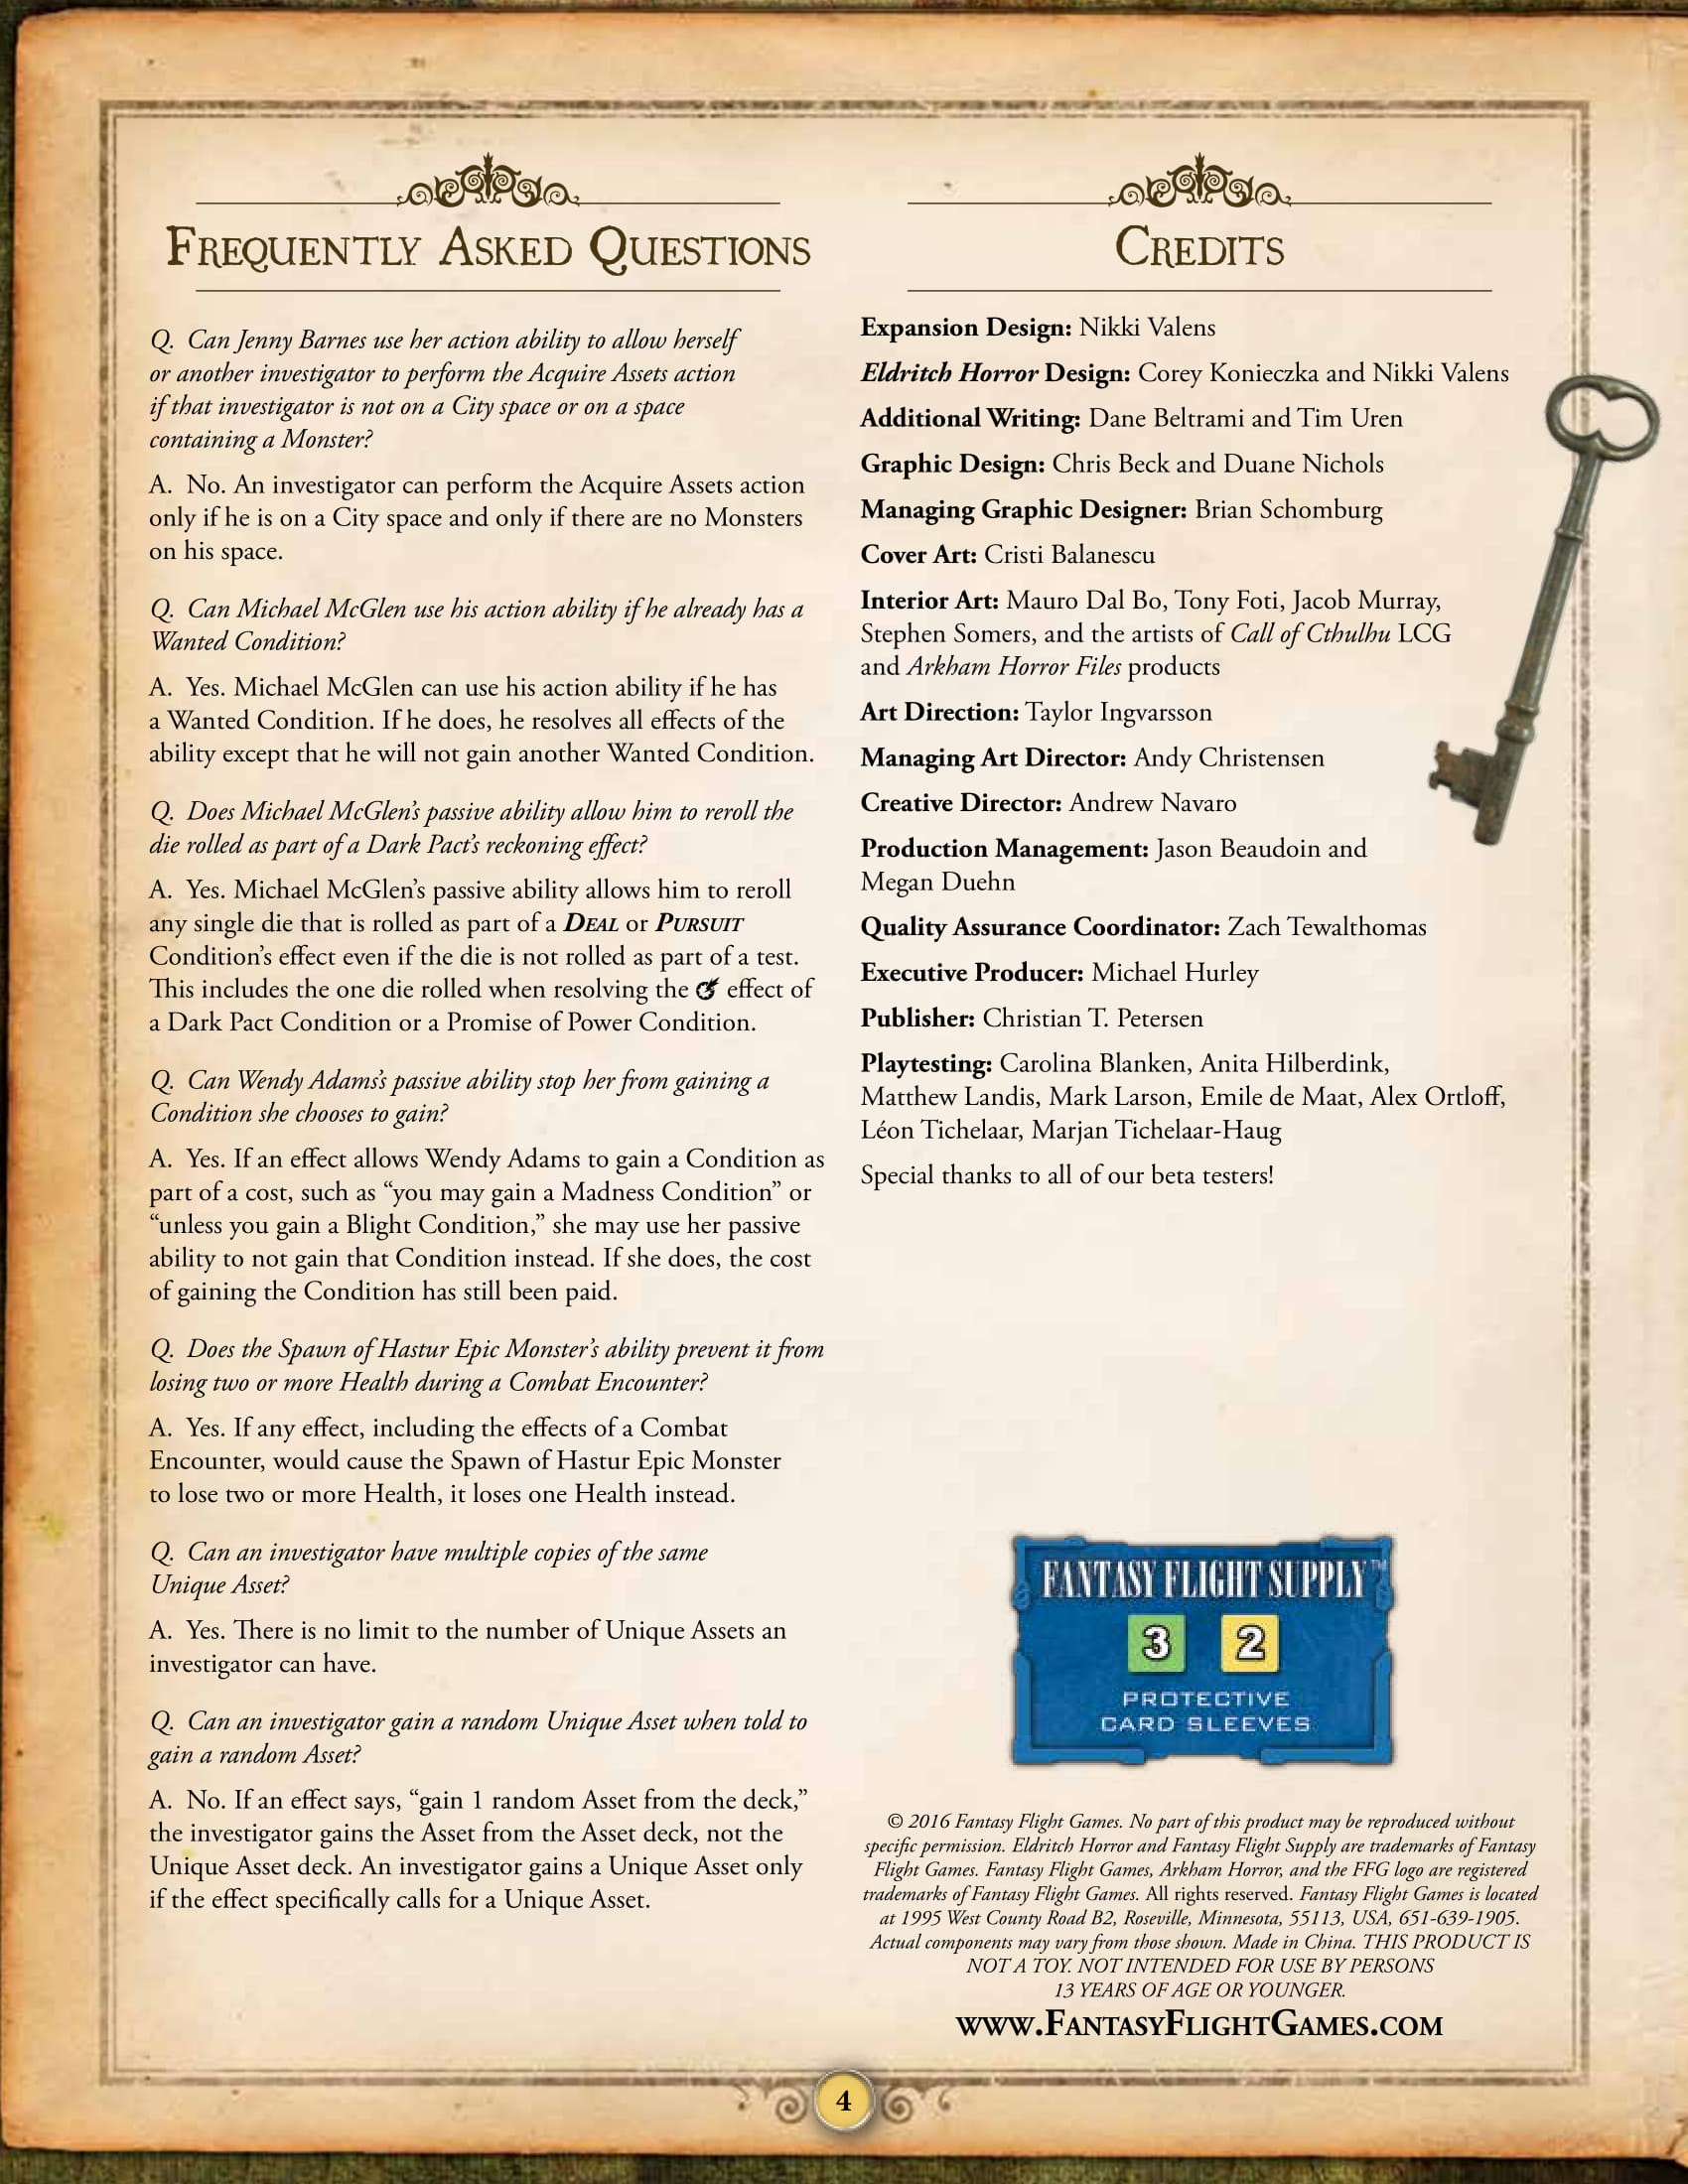 Frequently Asked Questions
Q. Can Jenny Barnes use her action ability to allow herself
or another investigator to perform the Acquire Assets action
if that investigator is not on a City space or on a space
containing a Monster?
A. No. An investigator can perform the Acquire Assets action
only if he is on a City space and only if there are no Monsters
on his space.
Q. Can Michael McGlen use his action ability if he already has a
Wanted Condition?
A. Yes. Michael McGlen can use his action ability if he has
a Wanted Condition. If he does, he resolves all effects of the
ability except that he will not gain another Wanted Condition.
Q. Does Michael McGlen’s passive ability allow him to reroll the
die rolled as part of a Dark Pact’s reckoning effect?
A. Yes. Michael McGlen’s passive ability allows him to reroll
any single die that is rolled as part of a Deal or Pursuit
Condition’s effect even if the die is not rolled as part of a test.
This includes the one die rolled when resolving the effect of
a Dark Pact Condition or a Promise of Power Condition.
Q. Can Wendy Adams’s passive ability stop her from gaining a
Condition she chooses to gain?
A. Yes. If an effect allows Wendy Adams to gain a Condition as
part of a cost, such as “you may gain a Madness Condition” or
“unless you gain a Blight Condition,” she may use her passive
ability to not gain that Condition instead. If she does, the cost
of gaining the Condition has still been paid.
Q. Does the Spawn of Hastur Epic Monster’s ability prevent it from
losing two or more Health during a Combat Encounter?
A. Yes. If any effect, including the effects of a Combat
Encounter, would cause the Spawn of Hastur Epic Monster
to lose two or more Health, it loses one Health instead.
Q. Can an investigator have multiple copies of the same
Unique Asset?
A. Yes. There is no limit to the number of Unique Assets an
investigator can have.
Q. Can an investigator gain a random Unique Asset when told to
gain a random Asset?
A. No. If an effect says, “gain 1 random Asset from the deck,”
the investigator gains the Asset from the Asset deck, not the
Unique Asset deck. An investigator gains a Unique Asset only
if the effect specifically calls for a Unique Asset.
Credits
Expansion Design: Nikki Valens
Eldritch Horror Design: Corey Konieczka and Nikki Valens
Additional Writing: Dane Beltrami and Tim Uren
Graphic Design: Chris Beck and Duane Nichols
Managing Graphic Designer: Brian Schomburg
Cover Art: Cristi Balanescu
Interior Art: Mauro Dal Bo, Tony Foti, Jacob Murray,
Stephen Somers, and the artists of Call of Cthulhu LCG
and Arkham Horror Files products
Art Direction: Taylor Ingvarsson
Managing Art Director: Andy Christensen
Creative Director: Andrew Navaro
Production Management: Jason Beaudoin and
Megan Duehn
Quality Assurance Coordinator: Zach Tewalthomas
Executive Producer: Michael Hurley
Publisher: Christian T. Petersen
Playtesting: Carolina Blanken, Anita Hilberdink,
Matthew Landis, Mark Larson, Emile de Maat, Alex Ortloff,
Léon Tichelaar, Marjan Tichelaar-Haug
Special thanks to all of our beta testers!
FANTASY FLIGHT SUPPLY™
3 2
PROTECTIVE
CARD SLEEVES
© 2016 Fantasy Flight Games. No part of this product may be reproduced without
specific permission. Eldritch Horror and Fantasy Flight Supply are trademarks of Fantasy
Flight Games. Fantasy Flight Games, Arkham Horror, and the FFG logo are registered
trademarks of Fantasy Flight Games. All rights reserved. Fantasy Flight Games is located
at 1995 West County Road B2, Roseville, Minnesota, 55113, USA, 651-639-1905.
Actual components may vary from those shown. Made in China. THIS PRODUCT IS
NOT A TOY. NOT INTENDED FOR USE BY PERSONS
13 YEARS OF AGE OR YOUNGER.
www.FantasyFlightGames.com
4